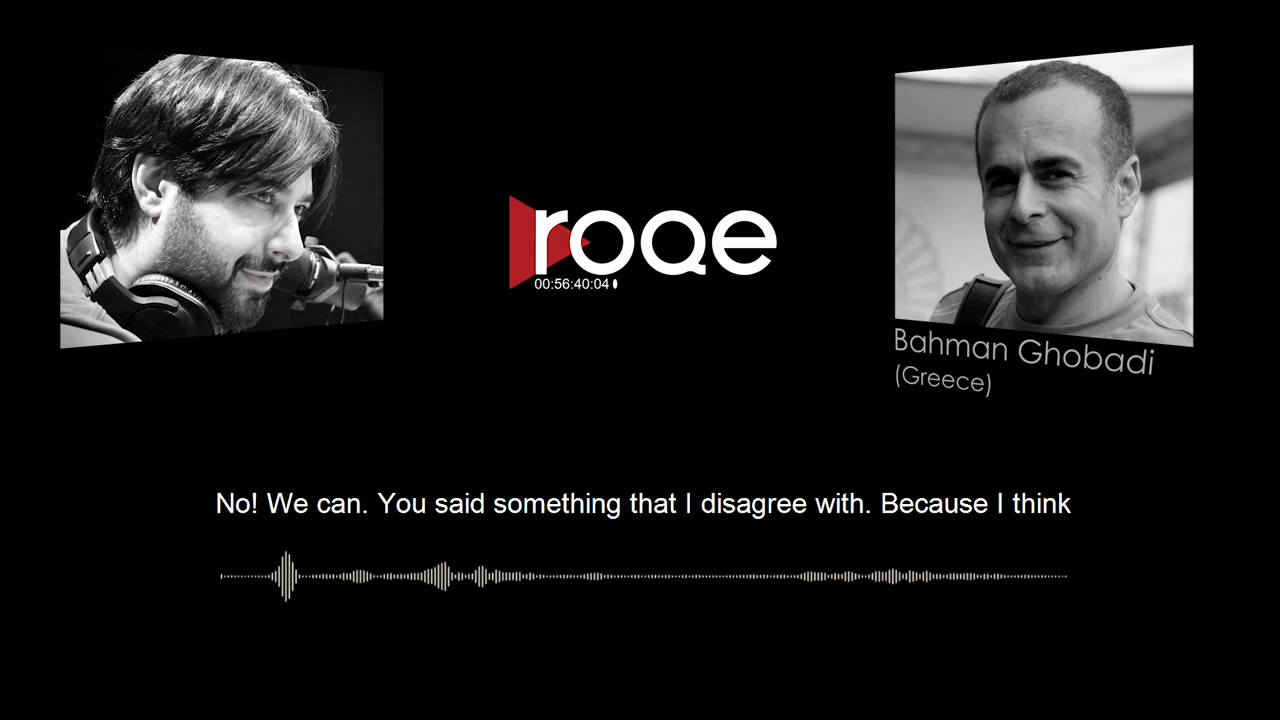 roqe
00:56:40:04
Bahman Ghobadi
(Greece)
No! We can. You said something that I disagree with. Because I think